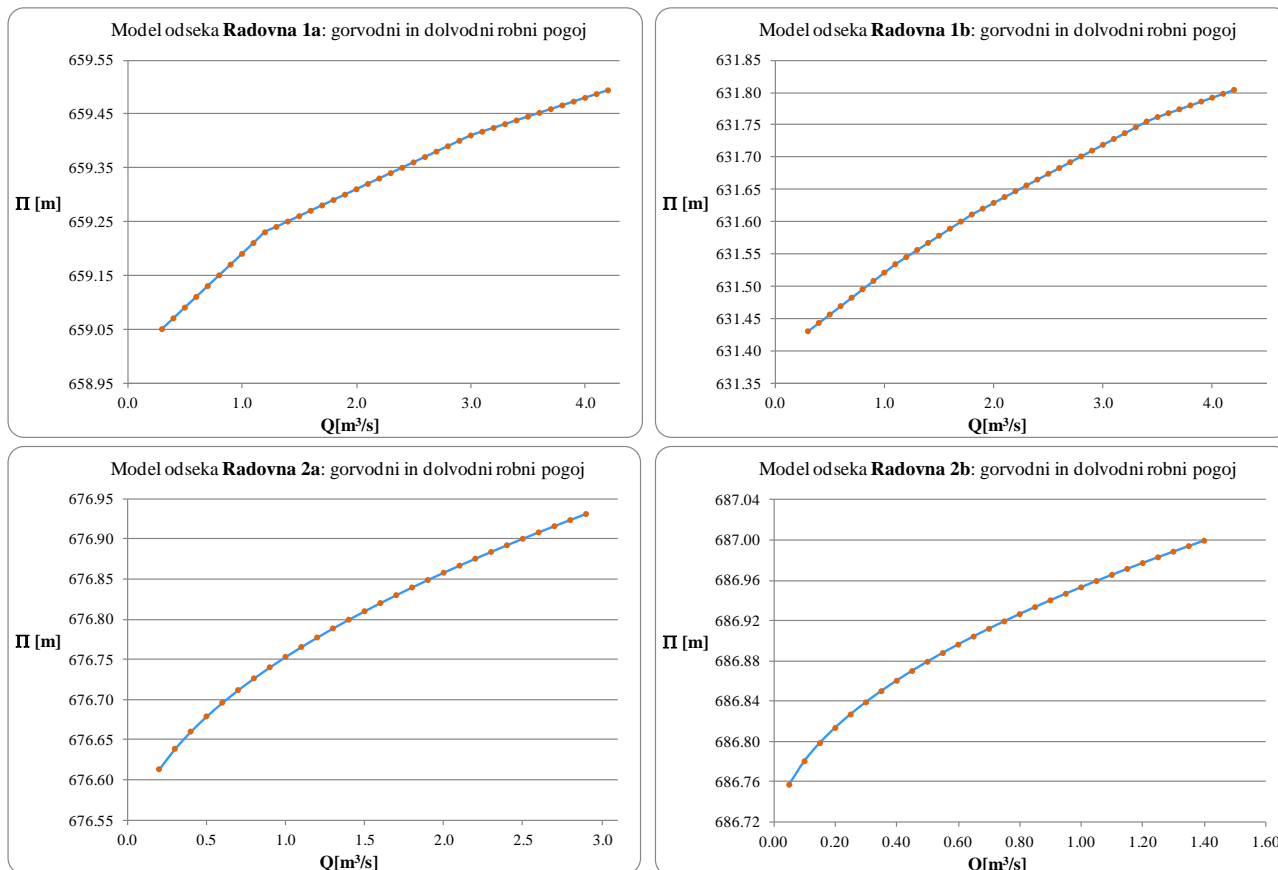 Model odseka Radovna 1a: gorvodni in dolvodni robni pogoj
659.55
659.45
659.35
Π [m]
659.25
659.15
659.05
658.95
0.0 1.0 2.0 3.0 4.0
Q[m³/s]
Model odseka Radovna 1b: gorvodni in dolvodni robni pogoj
631.85
631.80
631.75
631.70
Π [m]
631.65
631.60
631.55
631.50
631.45
631.40
631.35
0.0 1.0 2.0 3.0 4.0
Q[m³/s]
Model odseka Radovna 2a: gorvodni in dolvodni robni pogoj
676.95
676.90
676.85
676.80
Π [m]
676.75
676.70
676.65
676.60
676.55
0.0 0.5 1.0 1.5 2.0 2.5 3.0
Q[m³/s]
Model odseka Radovna 2b: gorvodni in dolvodni robni pogoj
687.04
687.00
686.96
686.92
Π [m]
686.88
686.84
686.80
686.76
686.72
0.00 0.20 0.40 0.60 0.80 1.00 1.20 1.40 1.60
Q[m³/s]